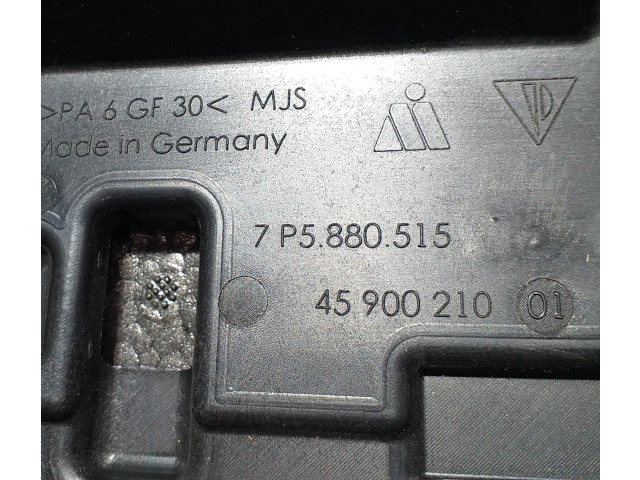 >PA 6 GF 30< MJS
Made in Germany
7 P5.880.515
45 900 210 01